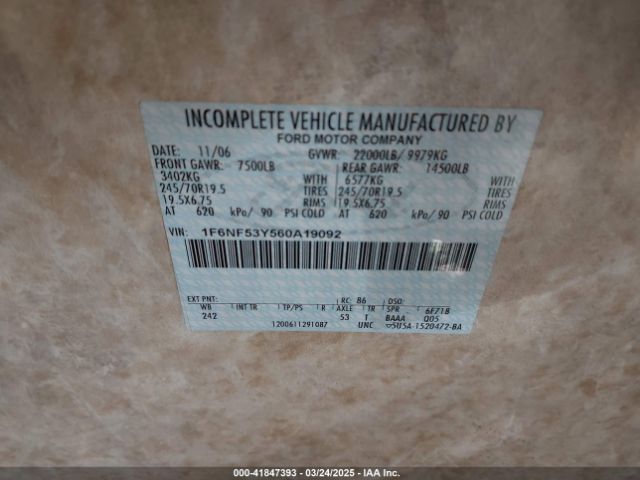 INCOMPLETE VEHICLE MANUFACTURED BY
FORD MOTOR COMPANY
DATE: 11/06 GVWR: 22000LB/ 9979KG
FRONT GAWR: 7500LB REAR GAWR: 14500LB
3402KG WITH 6577KG WITH
245/70R19.5 TIRES 245/70R19.5 TIRES
19.5X6.75 RIMS 19.5X6.75 RIMS
AT 620 kPa/ 90 PSI COLD AT 620 kPa/ 90 PSI COLD
VIN: 1F6NF53Y560A19092
EXT PNT: RC: 86 DSO:
WB INT TR TP/PS R AXLE TR SPR 6F71B
242 53 T BAAA Q05
1200611291087 UNC 5U5A-1520472-BA
000-41847393 - 03/24/2025 - IAA Inc.